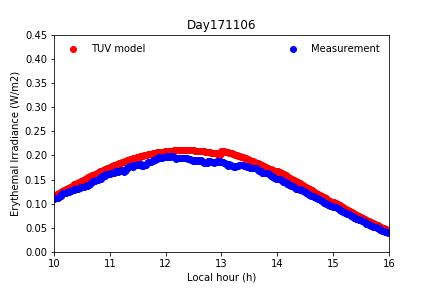 Day171106
TUV model
Measurement
Erythemal Irradiance (W/m2)
0.45
0.40
0.35
0.30
0.25
0.20
0.15
0.10
0.05
0.00
10 11 12 13 14 15 16
Local hour (h)